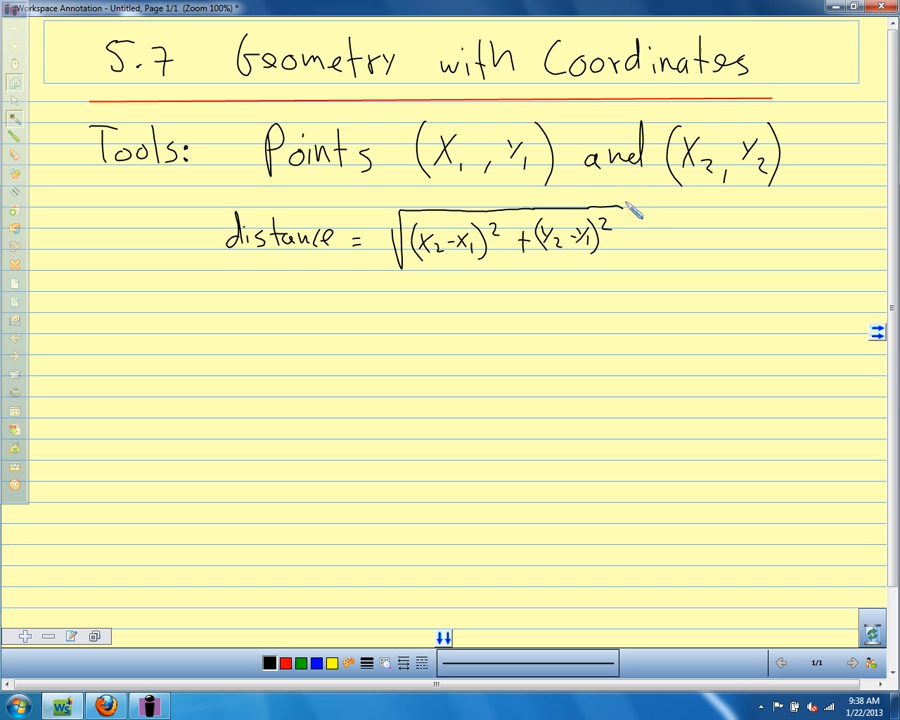 Workspace Annotation - Untitled, Page 1/1 (Zoom 100%) *
5.7 Geometry with Coordinates
Tools: Points (X₁, Y₁) and (X₂, Y₂)
distance = √((X₂-X₁)² + (Y₂-Y₁)²)
1/1
9:38 AM
1/22/2013